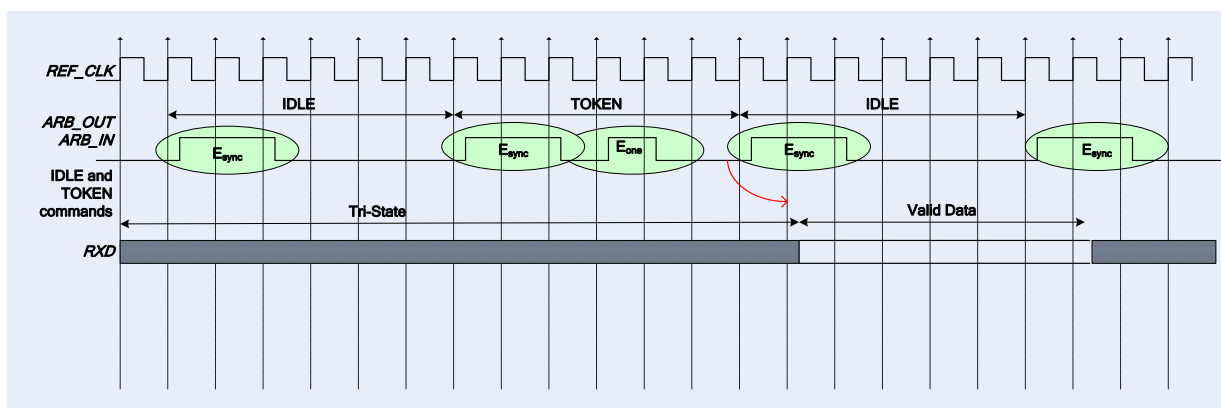 REF_CLK
IDLE
TOKEN
IDLE
ARB_OUT
ARB_IN
Esync
Esync
Eone
Esync
Esync
IDLE and
TOKEN
commands
Tri-State
Valid Data
RXD